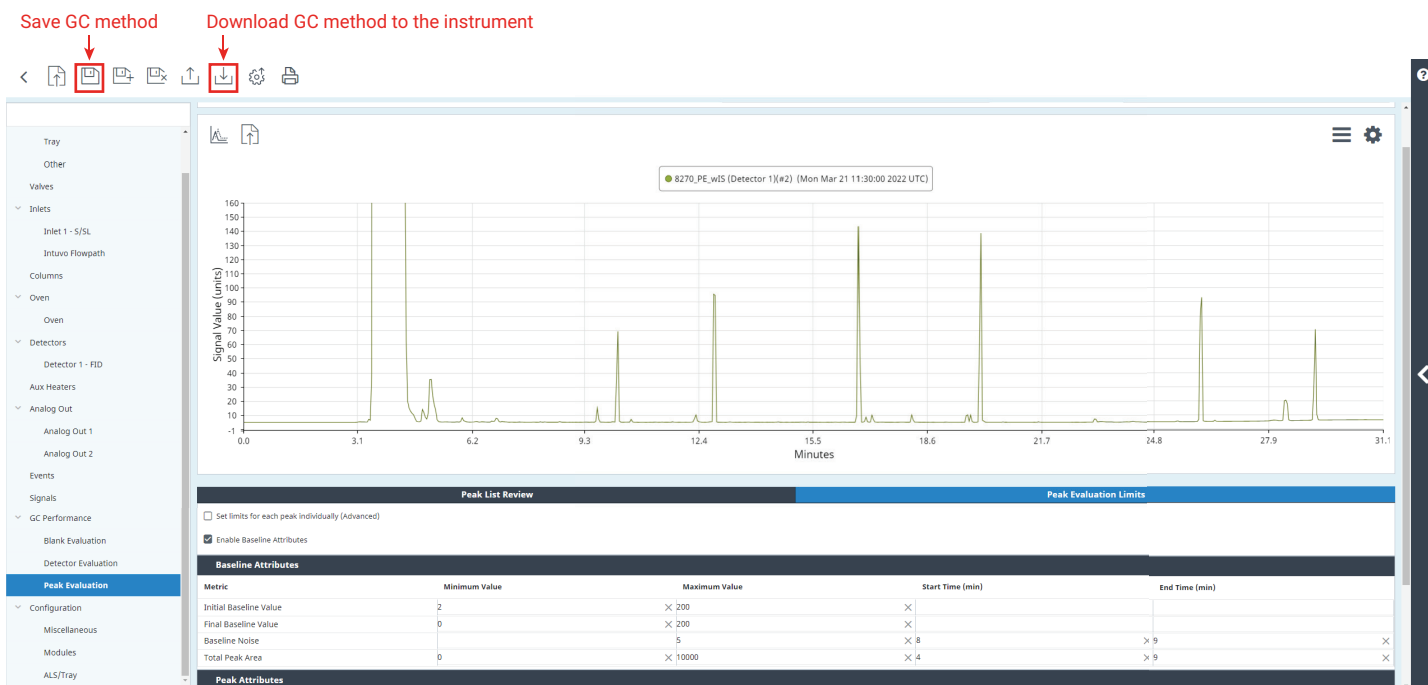 Save GC method Download GC method to the instrument
?
Tray
Other
Valves
Inlets
Inlet 1 - S/SL
Intuvo Flowpath
Columns
Oven
Oven
Detectors
Detector 1 - FID
Aux Heaters
Analog Out
Analog Out 1
Analog Out 2
Events
Signals
GC Performance
Blank Evaluation
Detector Evaluation
Peak Evaluation
Configuration
Miscellaneous
Modules
ALS/Tray
8270_PE_wIS (Detector 1)(#2) (Mon Mar 21 11:30:00 2022 UTC)
Signal Value (units)
160
150
140
130
120
110
100
90
80
70
60
50
40
30
20
10
-1
0.0 3.1 6.2 9.3 12.4 15.5 18.6 21.7 24.8 27.9 31.1
Minutes
Peak List Review Peak Evaluation Limits
Set limits for each peak individually (Advanced)
Enable Baseline Attributes
Baseline Attributes
Metric Minimum Value Maximum Value Start Time (min) End Time (min)
Initial Baseline Value 2 200
Final Baseline Value 0 200
Baseline Noise 5 8 9
Total Peak Area 0 10000 4 9
Peak Attributes